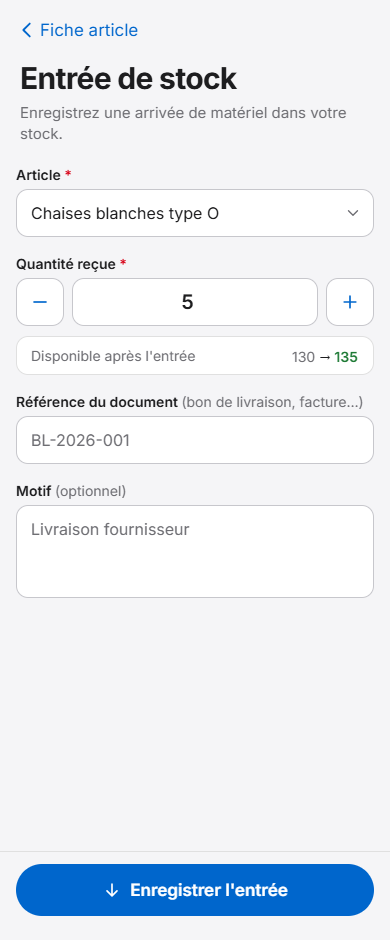 Fiche article
Entrée de stock
Enregistrez une arrivée de matériel dans votre
stock.
Article *
Chaises blanches type O
Quantité reçue *
5
Disponible après l'entrée 130 → 135
Référence du document (bon de livraison, facture...)
BL-2026-001
Motif (optionnel)
Livraison fournisseur
Enregistrer l'entrée